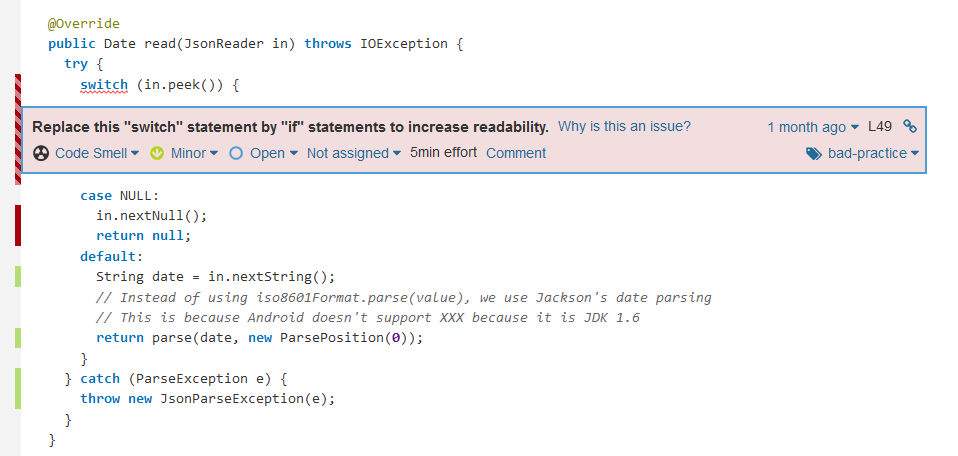 @Override
public Date read(JsonReader in) throws IOException {
try {
switch (in.peek()) {
Replace this "switch" statement by "if" statements to increase readability. Why is this an issue? 1 month ago L49
Code Smell Minor Open Not assigned 5min effort Comment bad-practice
case NULL:
in.nextNull();
return null;
default:
String date = in.nextString();
// Instead of using iso8601Format.parse(value), we use Jackson's date parsing
// This is because Android doesn't support XXX because it is JDK 1.6
return parse(date, new ParsePosition(0));
}
} catch (ParseException e) {
throw new JsonParseException(e);
}
}